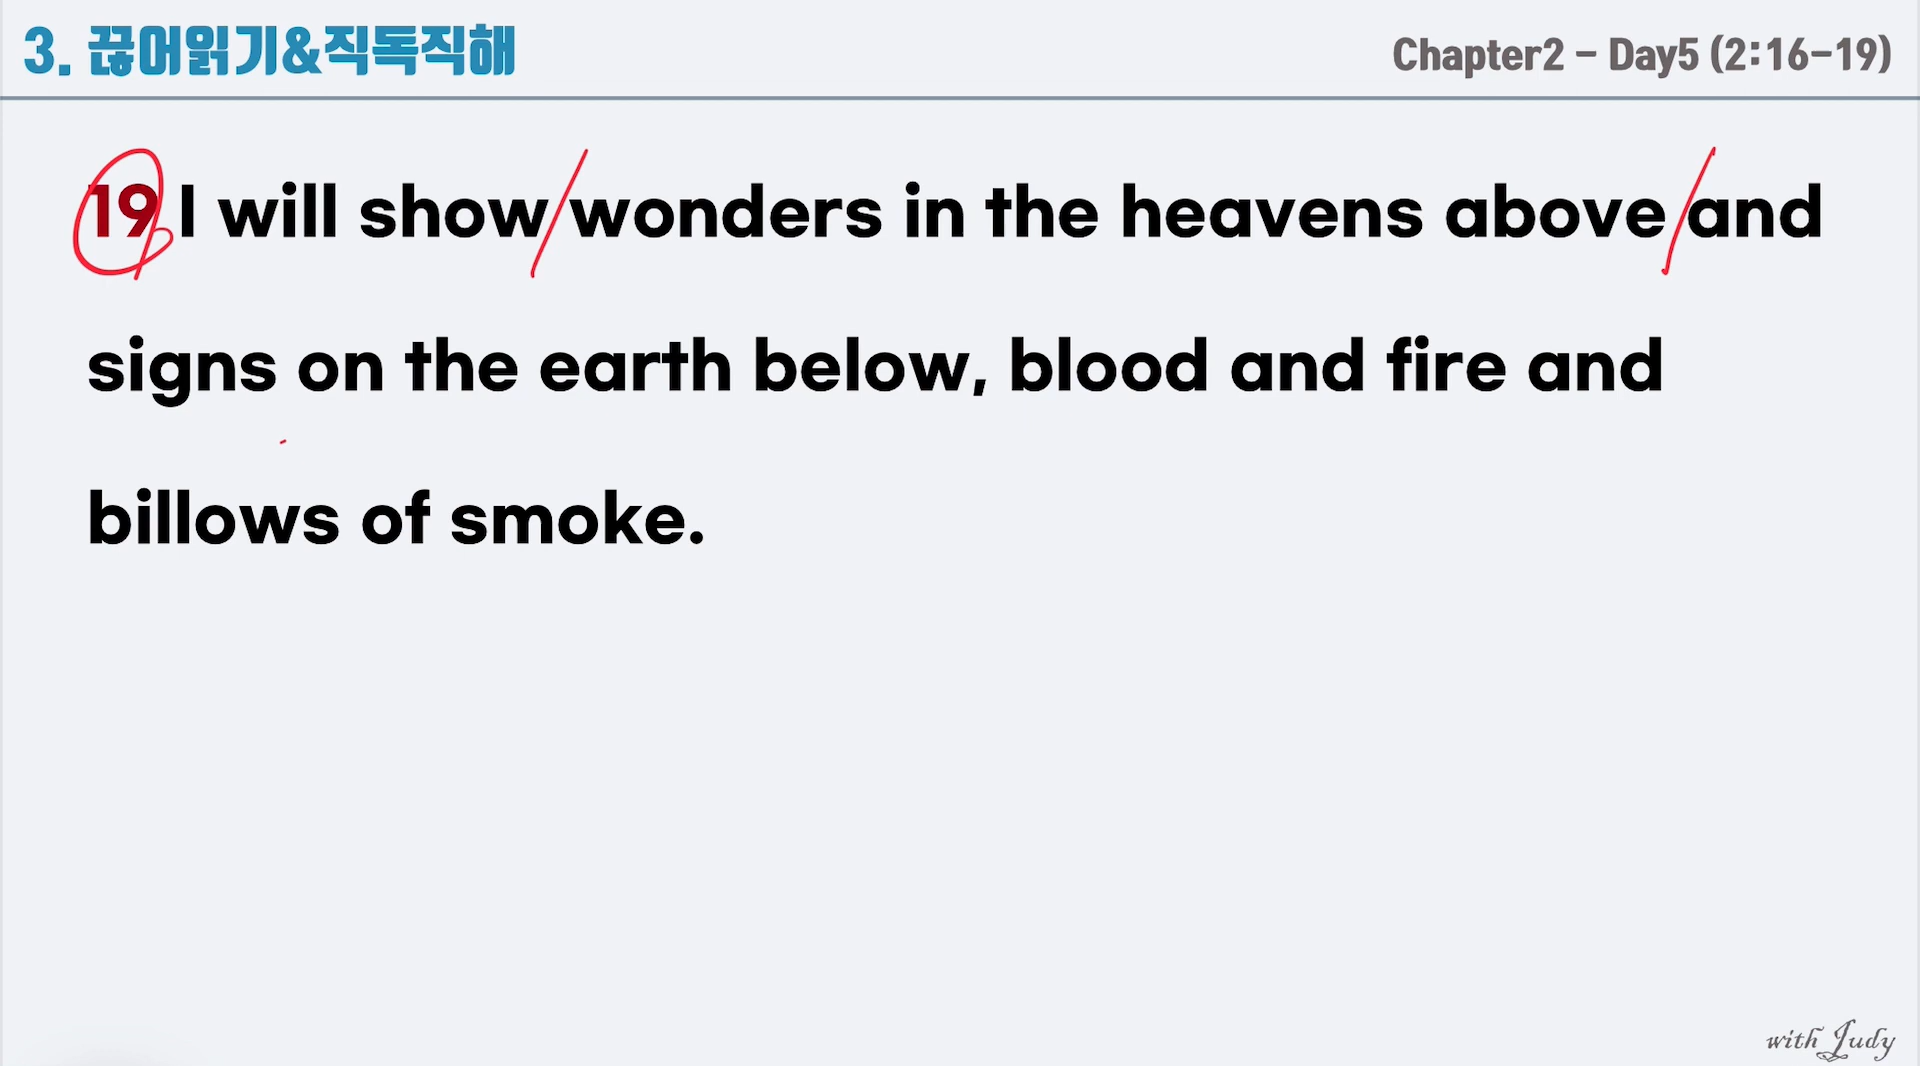 3. 끊어읽기&직독직해
Chapter2 - Day5 (2:16-19)
19 I will show wonders in the heavens above and
signs on the earth below, blood and fire and
billows of smoke.
with Judy